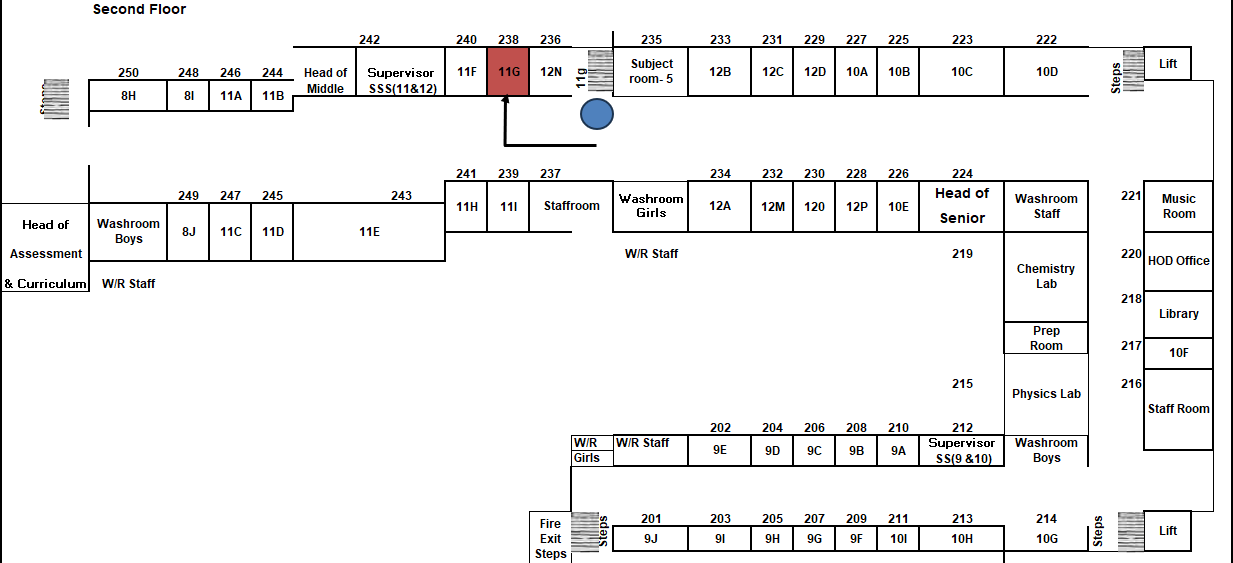 Second Floor
242 240 238 236 235 233 231 229 227 225 223 222
250 248 246 244
Head of
Middle
Supervisor
SSS(11&12)
11F 11G 12N
11g
Subject
room- 5
12B 12C 12D 10A 10B 10C 10D
Steps
Lift
8H 8I 11A 11B
241 239 237 234 232 230 228 226 224
249 247 245 243
221
Head of
Assessment
& Curriculum
Washroom
Boys
8J 11C 11D 11E
11H 11I Staffroom
Washroom
Girls
12A 12M 120 12P 10E
Head of
Senior
Washroom
Staff
Music
Room
W/R Staff
W/R Staff
219
Chemistry
Lab
220
HOD Office
218
Library
Prep
Room
217
10F
215
Physics Lab
216
Staff Room
202 204 206 208 210 212
W/R
Girls
W/R Staff
9E 9D 9C 9B 9A
Supervisor
SS(9 &10)
Washroom
Boys
201 203 205 207 209 211 213 214
Fire
Exit
Steps
Steps
9J 9I 9H 9G 9F 10I 10H 10G
Steps
Lift